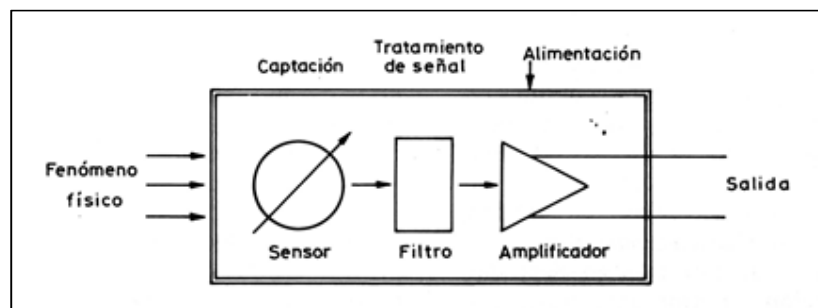 Captación
Tratamiento
de señal
Alimentación
Fenómeno
físico
Sensor
Filtro
Amplificador
Salida